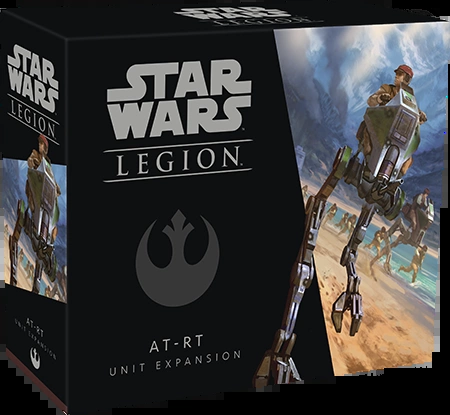 STAR
WARS
LEGION
AT-RT
UNIT EXPANSION
STAR
WARS
LEGION
AT-RT
UNIT EXPANSION